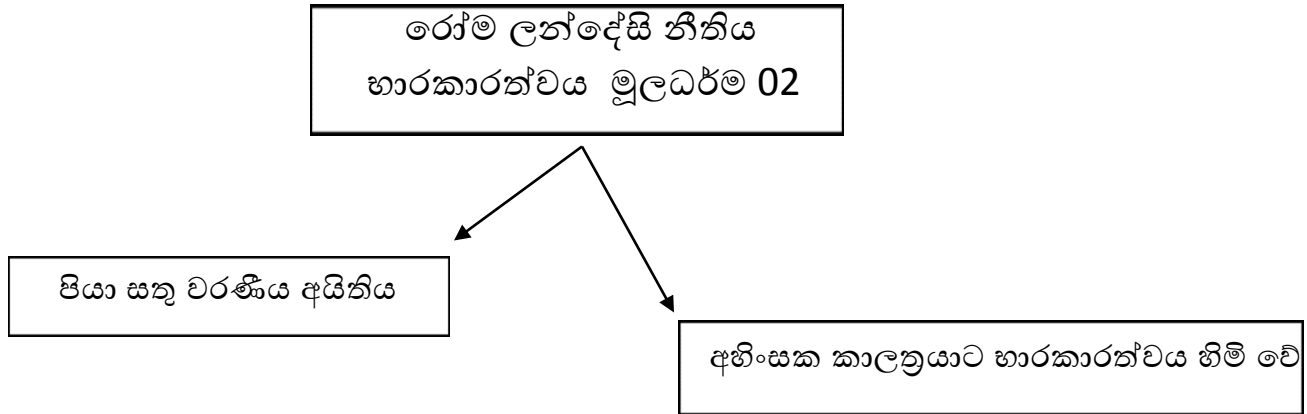 රෝම ලන්දේසි නීතිය
භාරකාරත්වය මූලධර්ම 02
පියා සතු වරණීය අයිතිය
අහිංසක කාලත්‍රයාට භාරකාරත්වය හිමි වේ